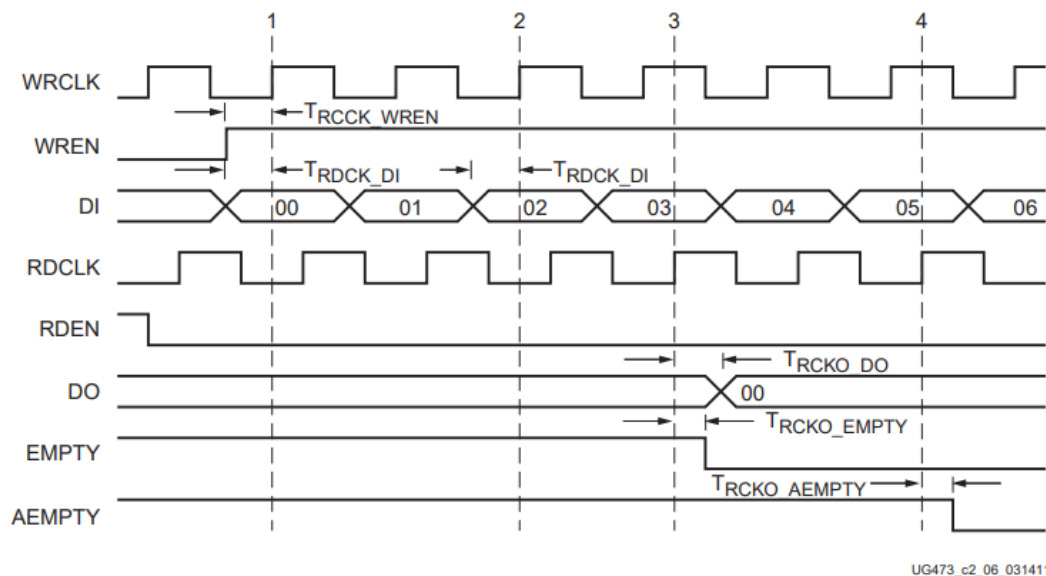 1 2 3 4
WRCLK
TRCCK_WREN
WREN
TRDCK_DI TRDCK_DI
DI 00 01 02 03 04 05 06
RDCLK
RDEN
TRCKO_DO
DO 00
TRCKO_EMPTY
EMPTY
TRCKO_AEMPTY
AEMPTY
UG473_c2_06_031411